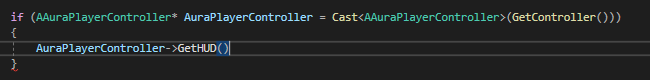 if (AAuraPlayerController* AuraPlayerController = Cast<AAuraPlayerController>(GetController()))
{
    AuraPlayerController->GetHUD()
}